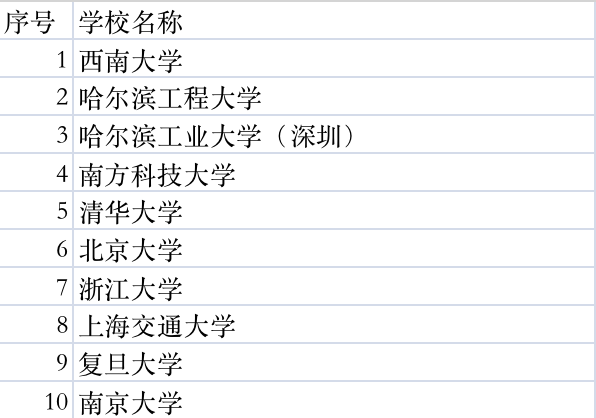 序号 学校名称
1 西南大学
2 哈尔滨工程大学
3 哈尔滨工业大学（深圳）
4 南方科技大学
5 清华大学
6 北京大学
7 浙江大学
8 上海交通大学
9 复旦大学
10 南京大学